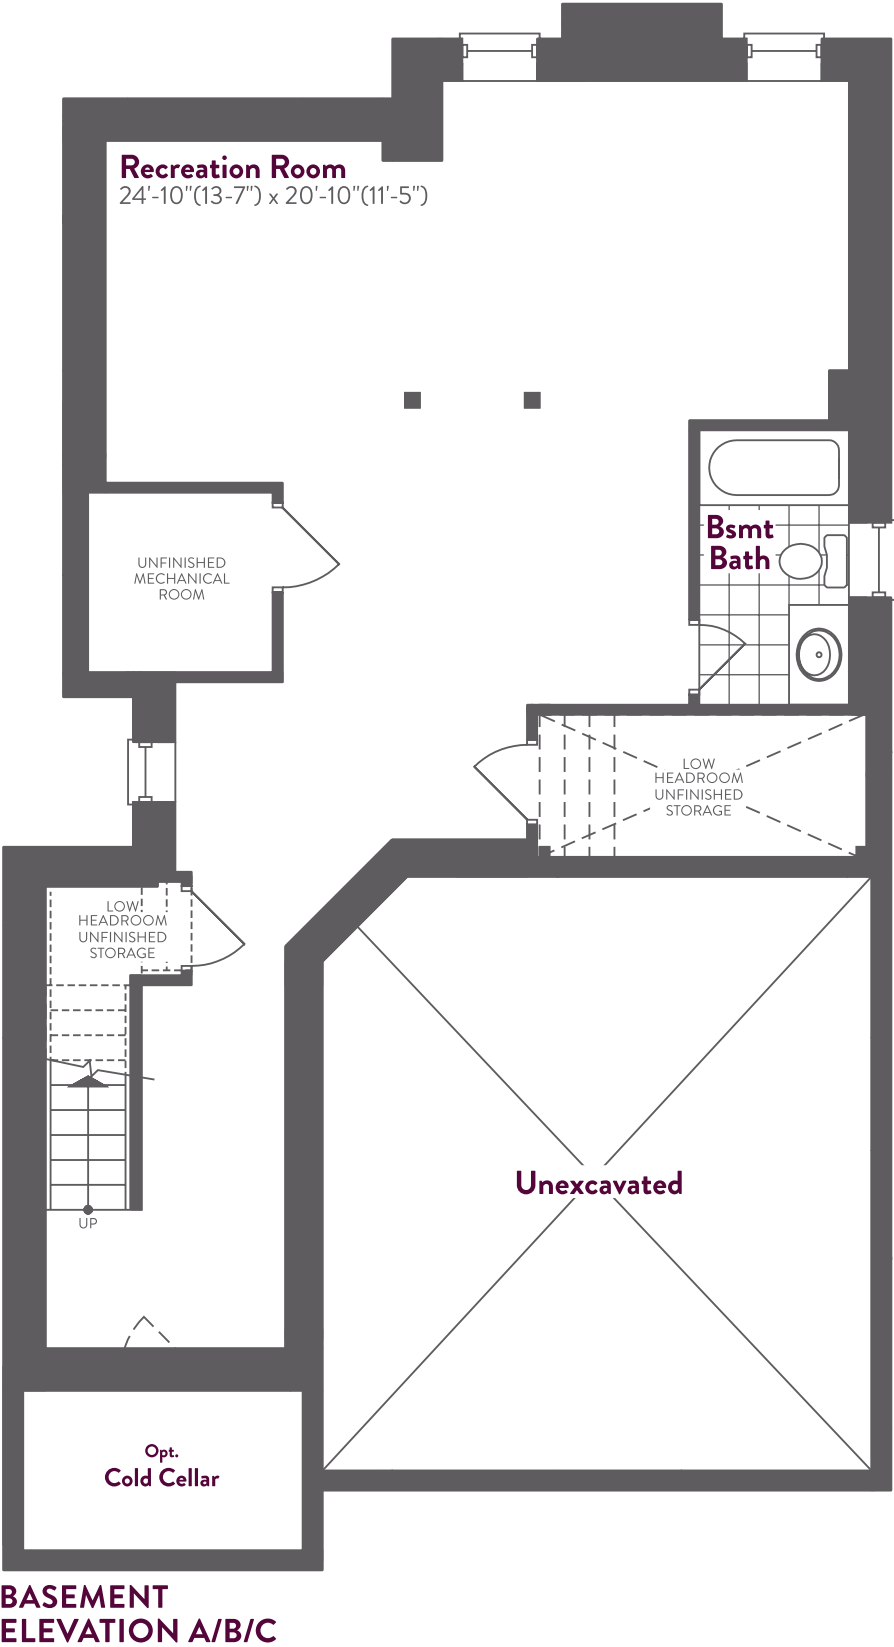 Recreation Room
24'-10"(13-7") x 20'-10"(11'-5")
Bsmt
Bath
UNFINISHED
MECHANICAL
ROOM
LOW
HEADROOM
UNFINISHED
STORAGE
LOW
HEADROOM
UNFINISHED
STORAGE
Unexcavated
UP
Opt.
Cold Cellar
BASEMENT
ELEVATION A/B/C